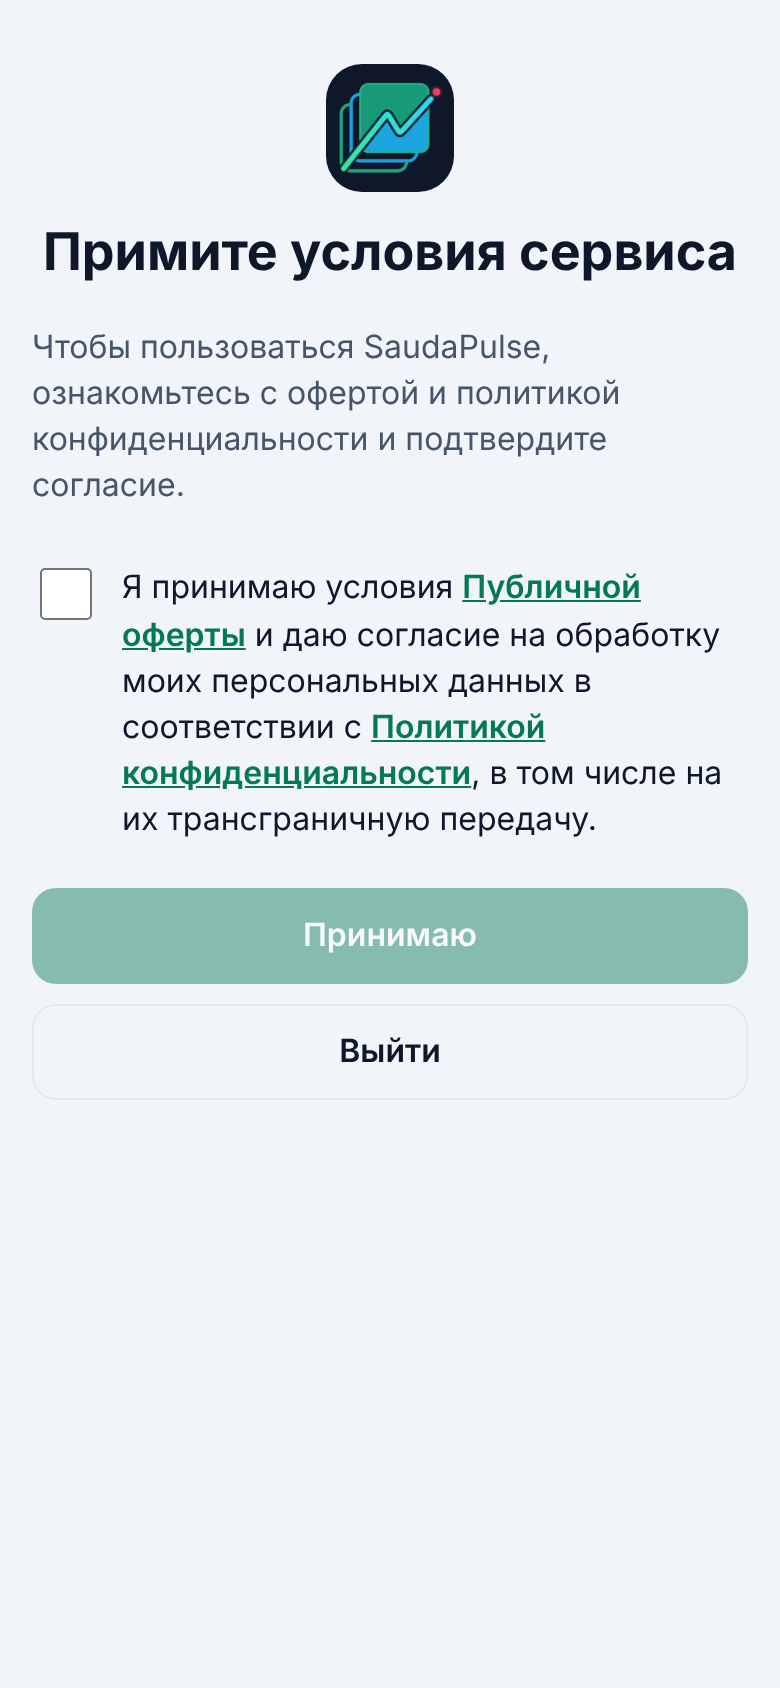 Примите условия сервиса
Чтобы пользоваться SaudaPulse,
ознакомьтесь с офертой и политикой
конфиденциальности и подтвердите
согласие.
Я принимаю условия Публичной
оферты и даю согласие на обработку
моих персональных данных в
соответствии с Политикой
конфиденциальности, в том числе на
их трансграничную передачу.
Принимаю
Выйти